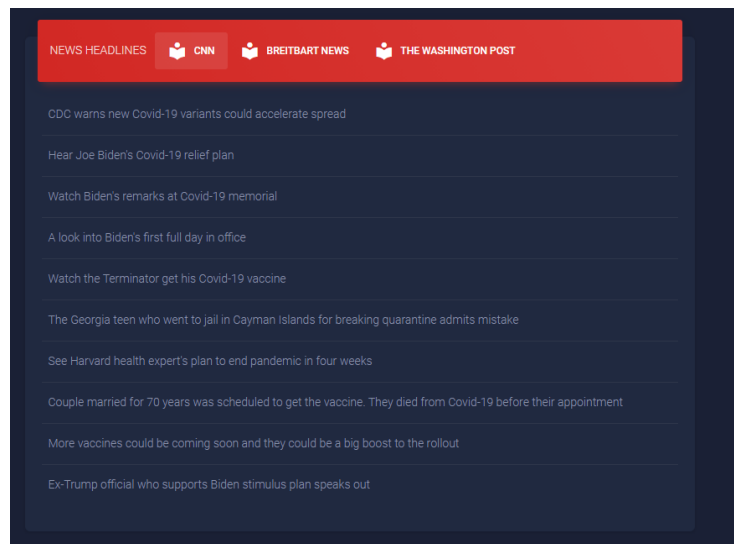 NEWS HEADLINES CNN BREITBART NEWS THE WASHINGTON POST
CDC warns new Covid-19 variants could accelerate spread
Hear Joe Biden's Covid-19 relief plan
Watch Biden's remarks at Covid-19 memorial
A look into Biden's first full day in office
Watch the Terminator get his Covid-19 vaccine
The Georgia teen who went to jail in Cayman Islands for breaking quarantine admits mistake
See Harvard health expert's plan to end pandemic in four weeks
Couple married for 70 years was scheduled to get the vaccine. They died from Covid-19 before their appointment
More vaccines could be coming soon and they could be a big boost to the rollout
Ex-Trump official who supports Biden stimulus plan speaks out